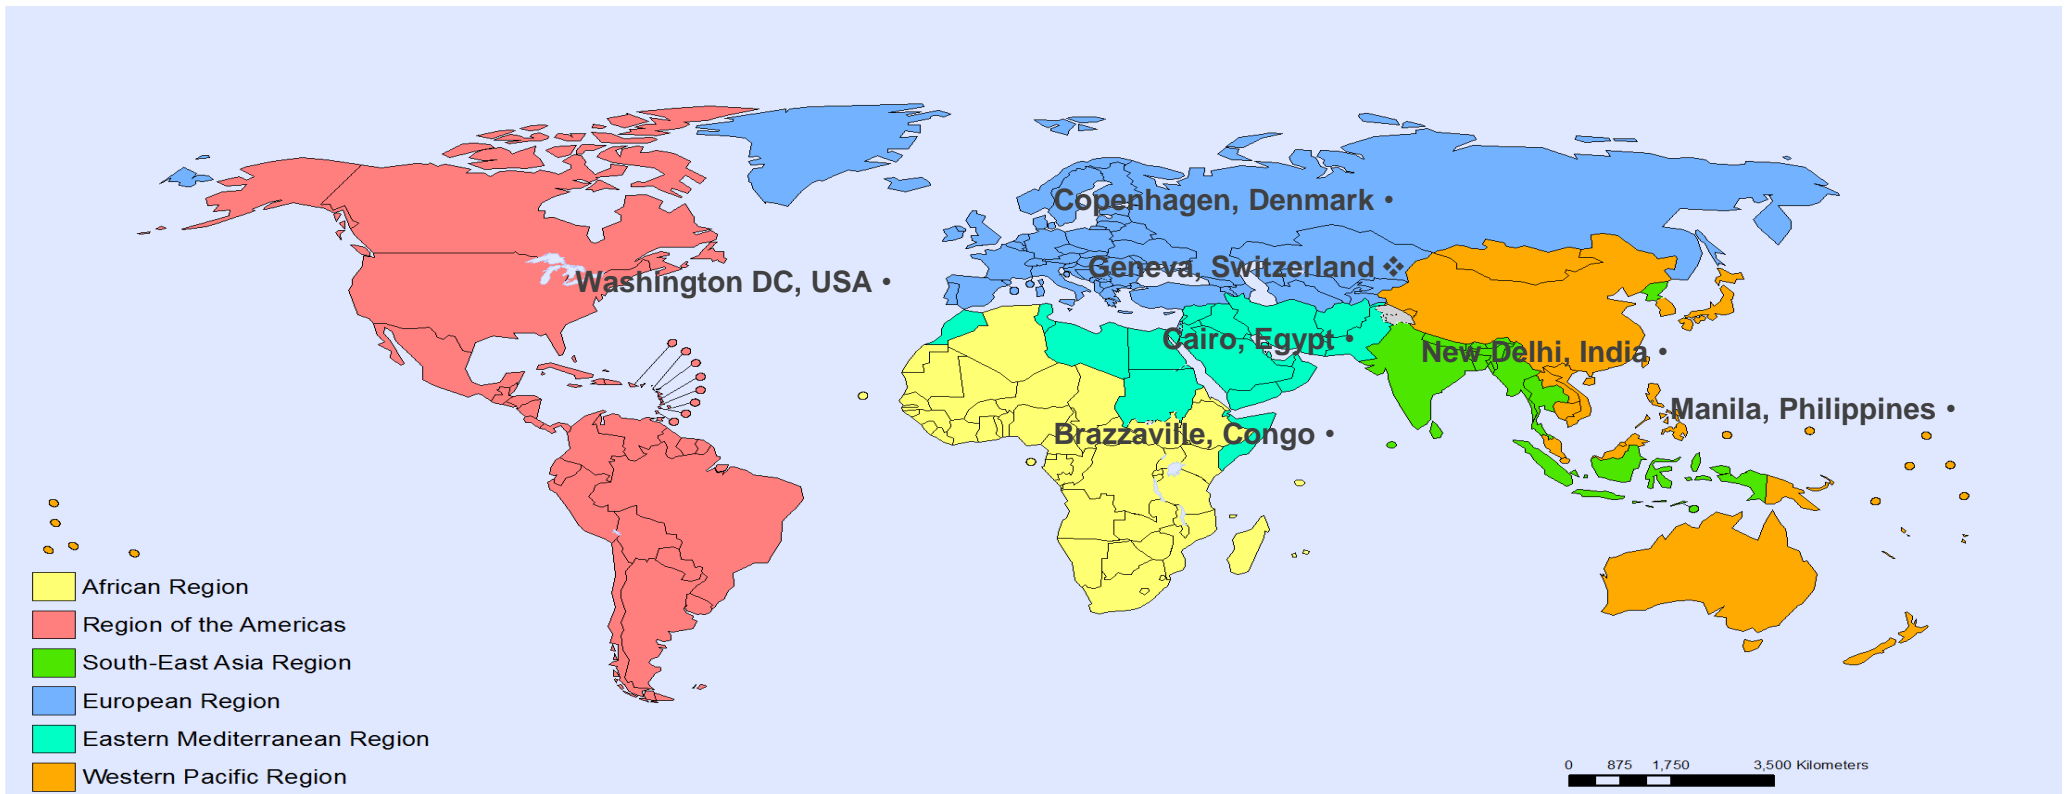 Copenhagen, Denmark •
Geneva, Switzerland ❖
Washington DC, USA •
Cairo, Egypt •
New Delhi, India •
Manila, Philippines •
Brazzaville, Congo •
African Region
Region of the Americas
South-East Asia Region
European Region
Eastern Mediterranean Region
Western Pacific Region
0 875 1,750 3,500 Kilometers